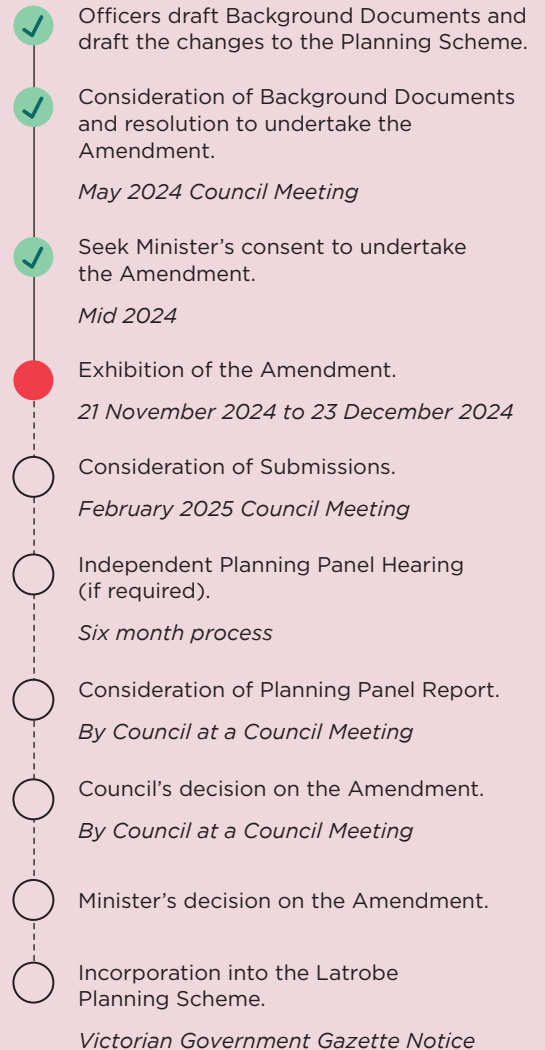 Officers draft Background Documents and
draft the changes to the Planning Scheme.
Consideration of Background Documents
and resolution to undertake the
Amendment.
May 2024 Council Meeting
Seek Minister’s consent to undertake
the Amendment.
Mid 2024
Exhibition of the Amendment.
21 November 2024 to 23 December 2024
Consideration of Submissions.
February 2025 Council Meeting
Independent Planning Panel Hearing
(if required).
Six month process
Consideration of Planning Panel Report.
By Council at a Council Meeting
Council’s decision on the Amendment.
By Council at a Council Meeting
Minister’s decision on the Amendment.
Incorporation into the Latrobe
Planning Scheme.
Victorian Government Gazette Notice